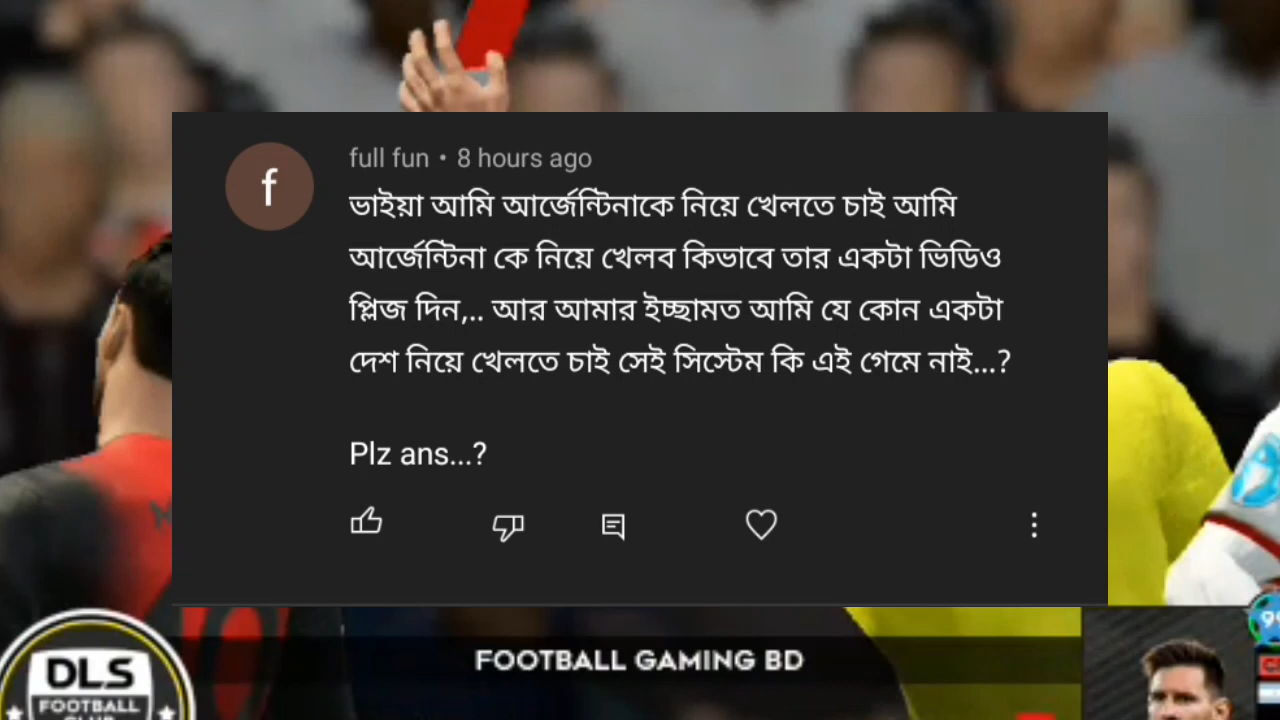 full fun • 8 hours ago
f
ভাইয়া আমি আর্জেন্টিনাকে নিয়ে খেলতে চাই আমি
আর্জেন্টিনা কে নিয়ে খেলব কিভাবে তার একটা ভিডিও
প্লিজ দিন,.. আর আমার ইচ্ছামত আমি যে কোন একটা
দেশ নিয়ে খেলতে চাই সেই সিস্টেম কি এই গেমে নাই...?
Plz ans...?
FOOTBALL GAMING BD
DLS
FOOTBALL
CLUB